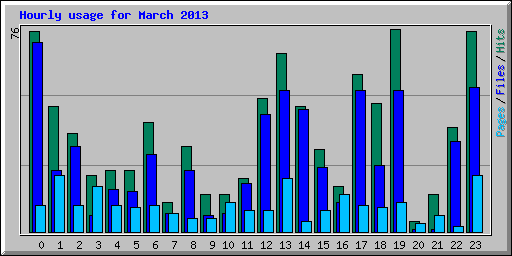 Hourly usage for March 2013
76
Pages / Files / Hits
0 1 2 3 4 5 6 7 8 9 10 11 12 13 14 15 16 17 18 19 20 21 22 23